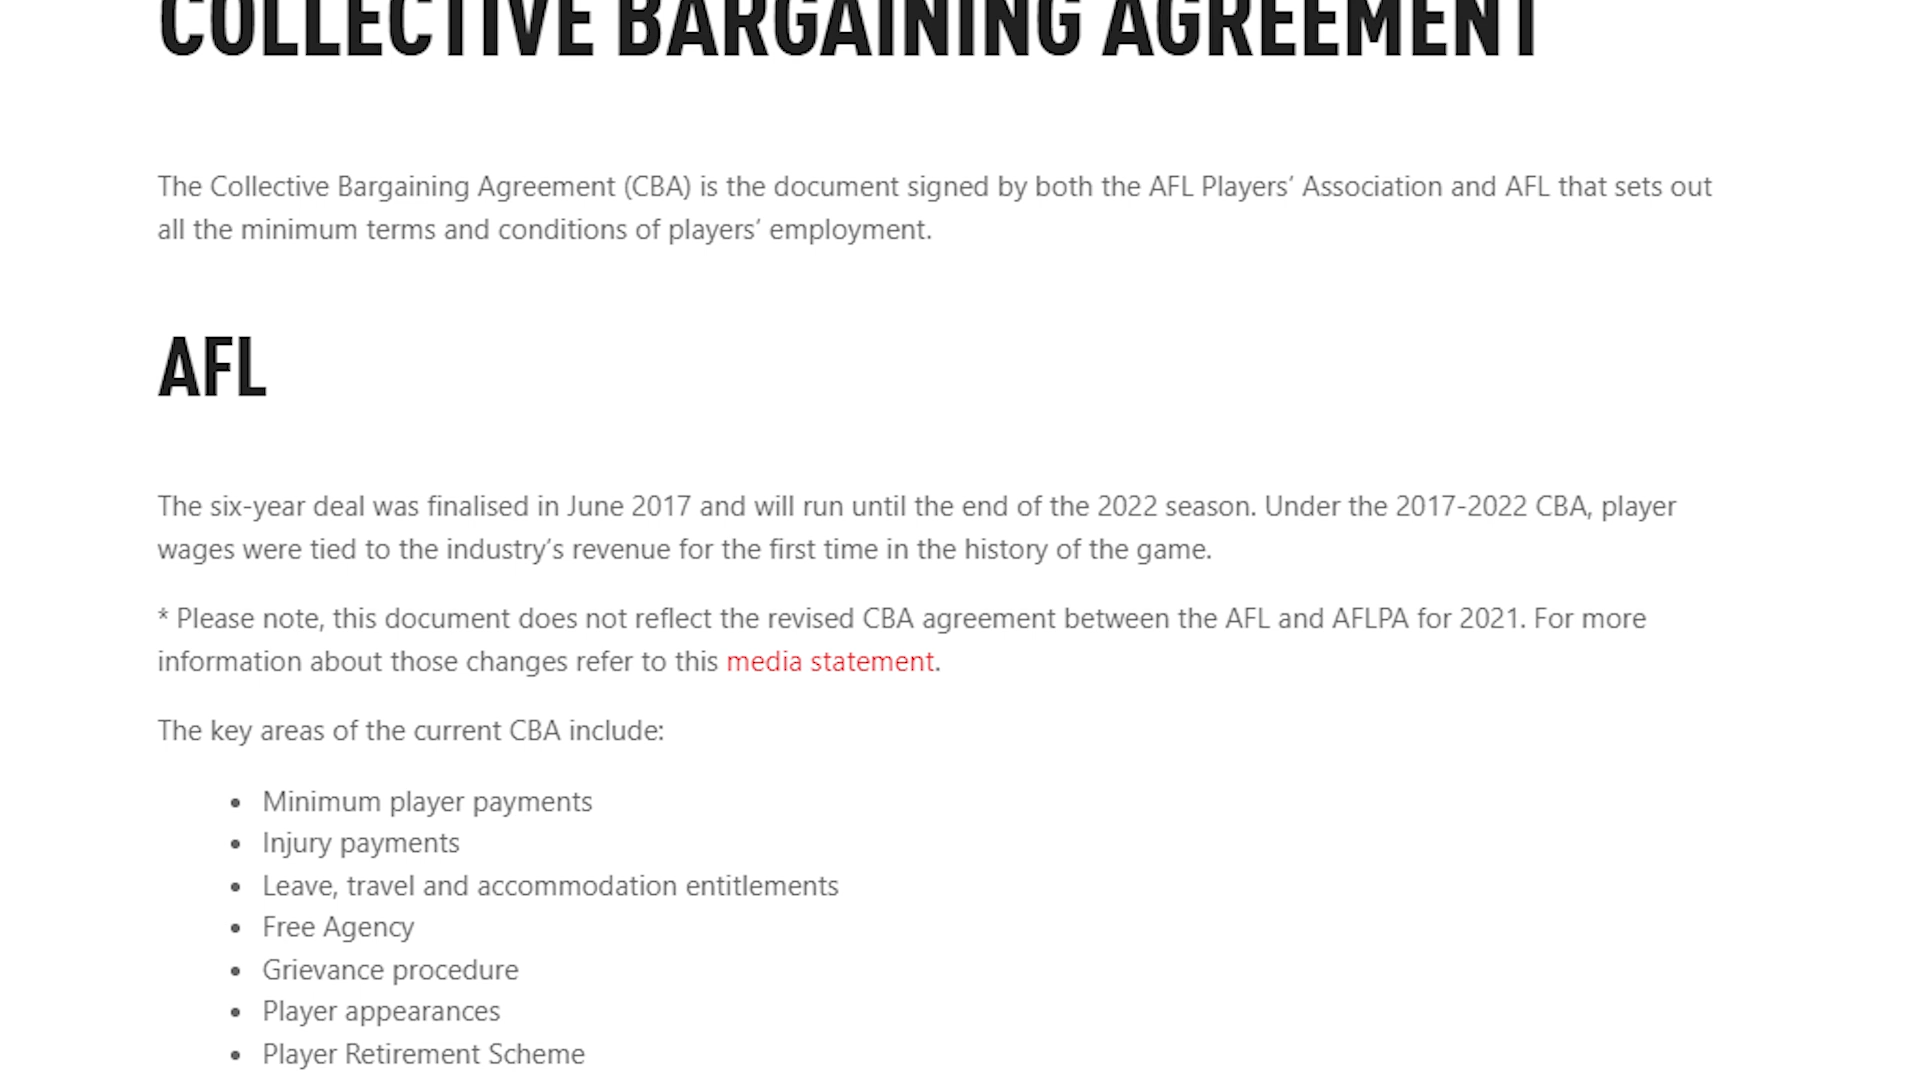 COLLECTIVE BARGAINING AGREEMENT
The Collective Bargaining Agreement (CBA) is the document signed by both the AFL Players’ Association and AFL that sets out
all the minimum terms and conditions of players’ employment.
AFL
The six-year deal was finalised in June 2017 and will run until the end of the 2022 season. Under the 2017-2022 CBA, player
wages were tied to the industry’s revenue for the first time in the history of the game.
* Please note, this document does not reflect the revised CBA agreement between the AFL and AFLPA for 2021. For more
information about those changes refer to this media statement.
The key areas of the current CBA include:
• Minimum player payments
• Injury payments
• Leave, travel and accommodation entitlements
• Free Agency
• Grievance procedure
• Player appearances
• Player Retirement Scheme